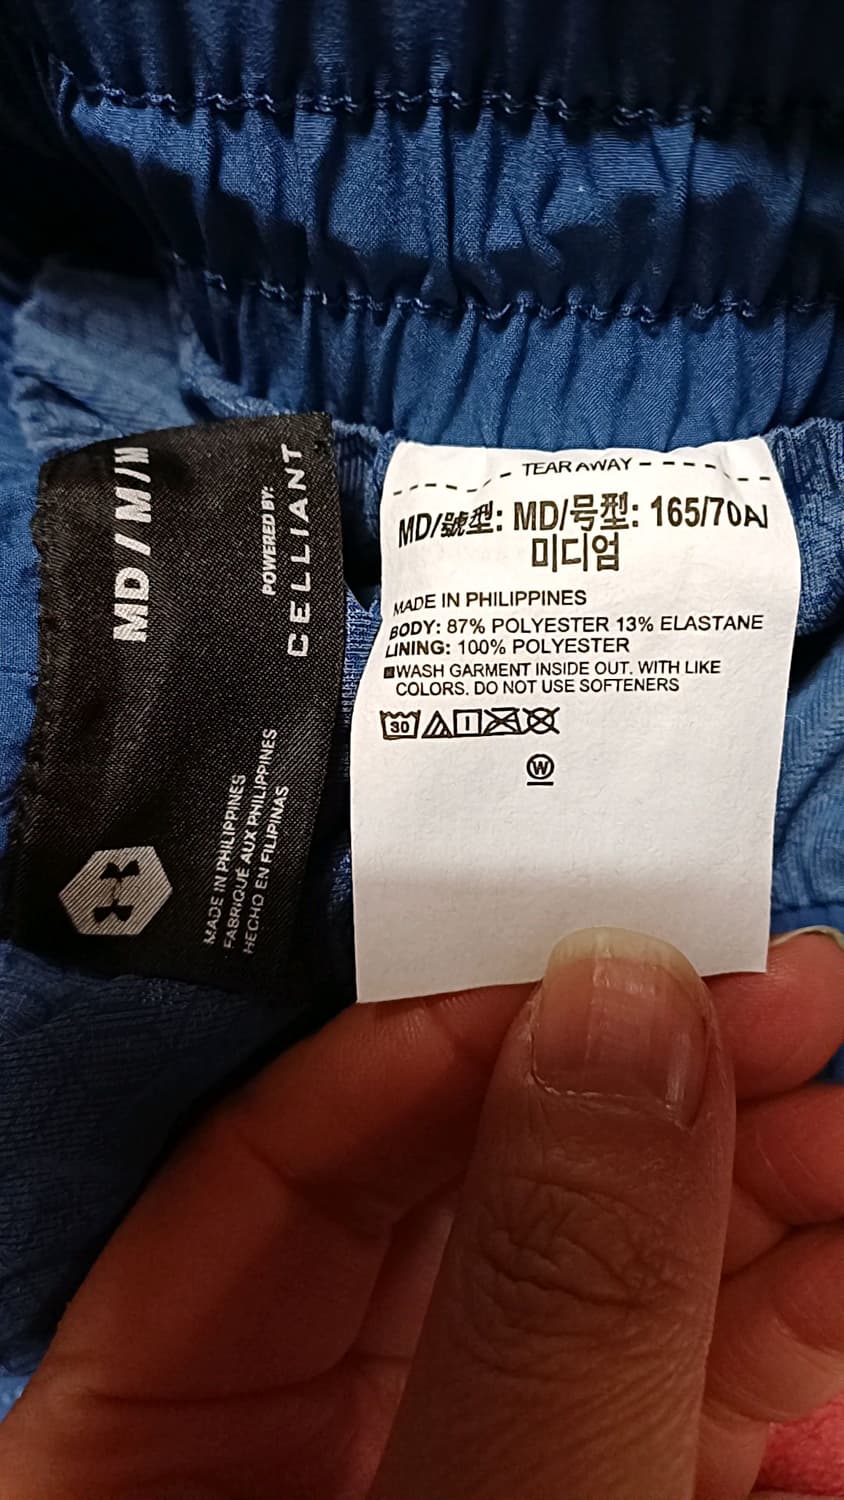 MD / M / M
POWERED BY:
CELLIANT
MADE IN PHILIPPINES
FABRIQUÉ AUX PHILIPPINES
HECHO EN FILIPINAS
TEAR AWAY
MD/號型: MD/号型: 165/70A/
미디엄
MADE IN PHILIPPINES
BODY: 87% POLYESTER 13% ELASTANE
LINING: 100% POLYESTER
WASH GARMENT INSIDE OUT. WITH LIKE
COLORS. DO NOT USE SOFTENERS
30
W